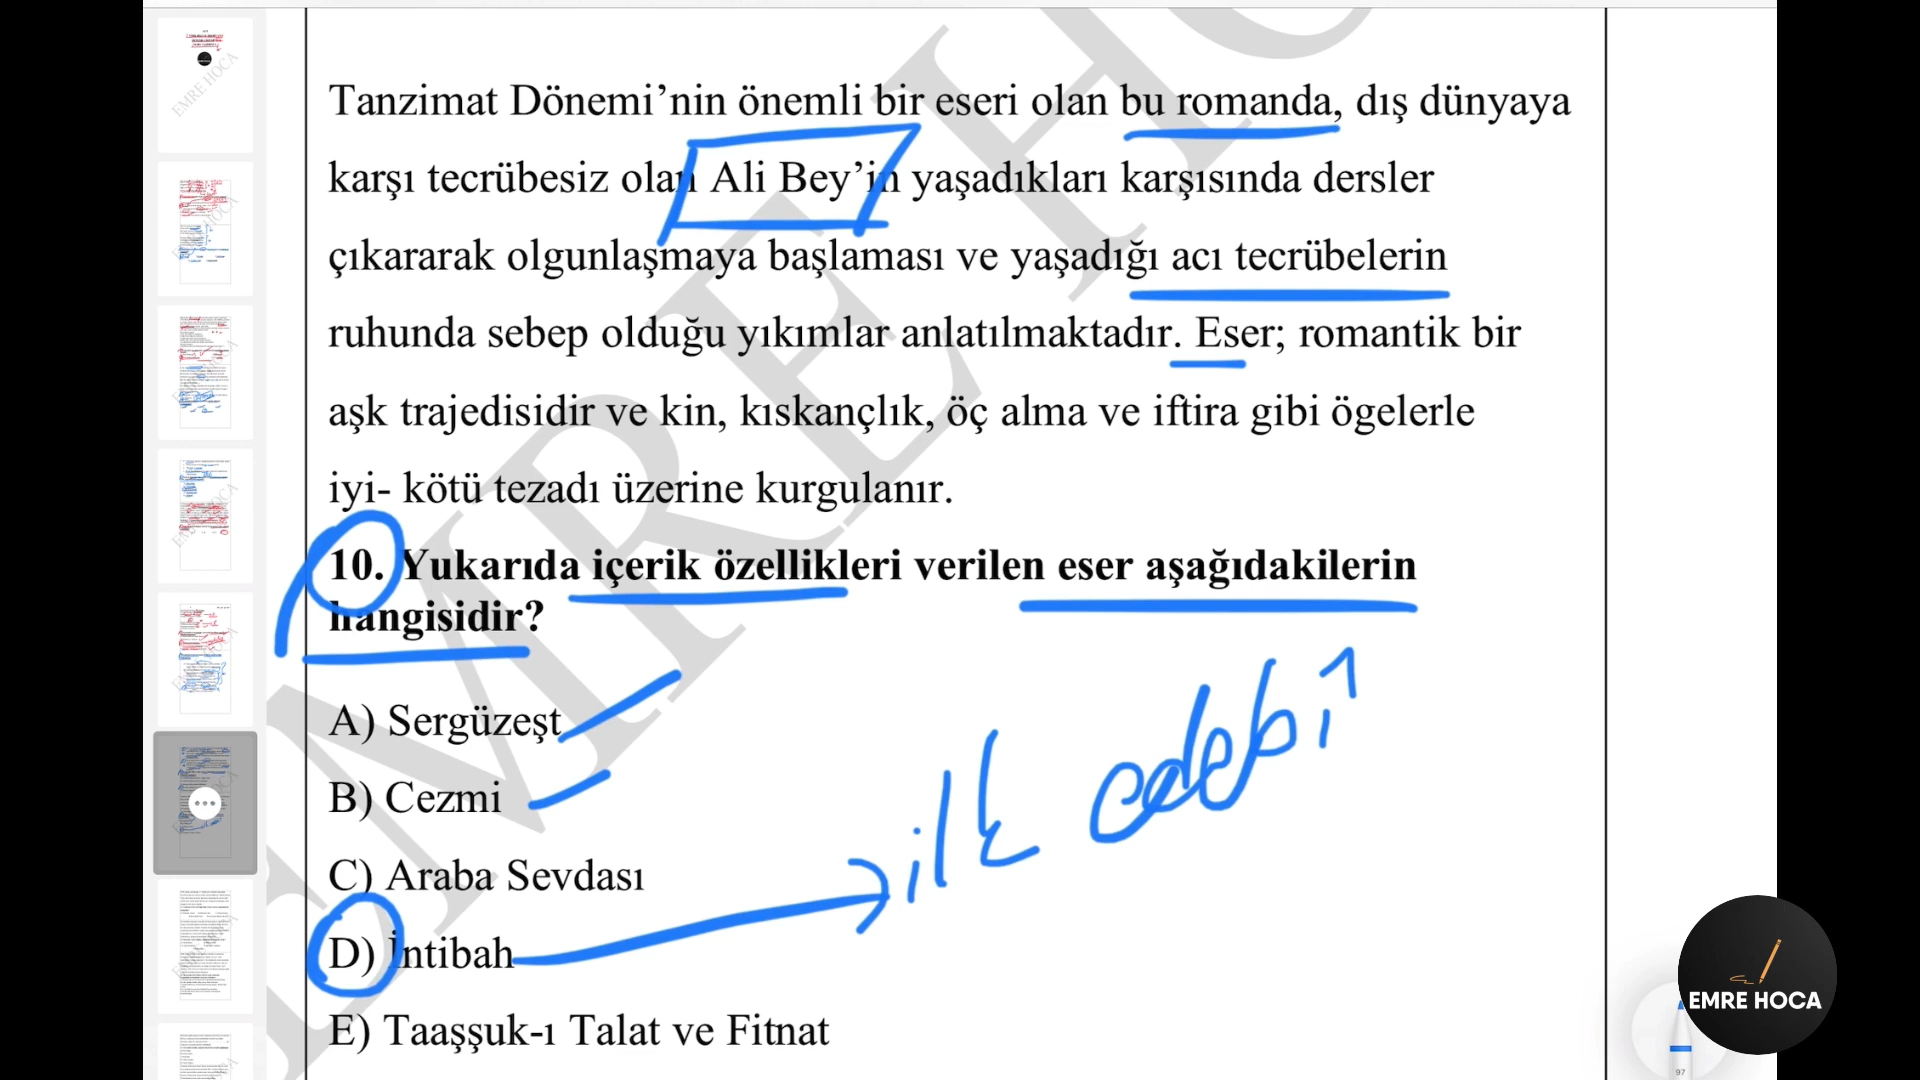 Tanzimat Dönemi’nin önemli bir eseri olan bu romanda, dış dünyaya
karşı tecrübesiz olan Ali Bey’in yaşadıkları karşısında dersler
çıkararak olgunlaşmaya başlaması ve yaşadığı acı tecrübelerin
ruhunda sebep olduğu yıkımlar anlatılmaktadır. Eser; romantik bir
aşk trajedisidir ve kin, kıskançlık, öç alma ve iftira gibi ögelerle
iyi- kötü tezadı üzerine kurgulanır.
10. Yukarıda içerik özellikleri verilen eser aşağıdakilerin
hangisidir?
A) Sergüzeşt
B) Cezmi
C) Araba Sevdası
D) İntibah
ilk edebi
E) Taaşşuk-ı Talat ve Fitnat
EMRE HOCA
EMRE HOCA
97